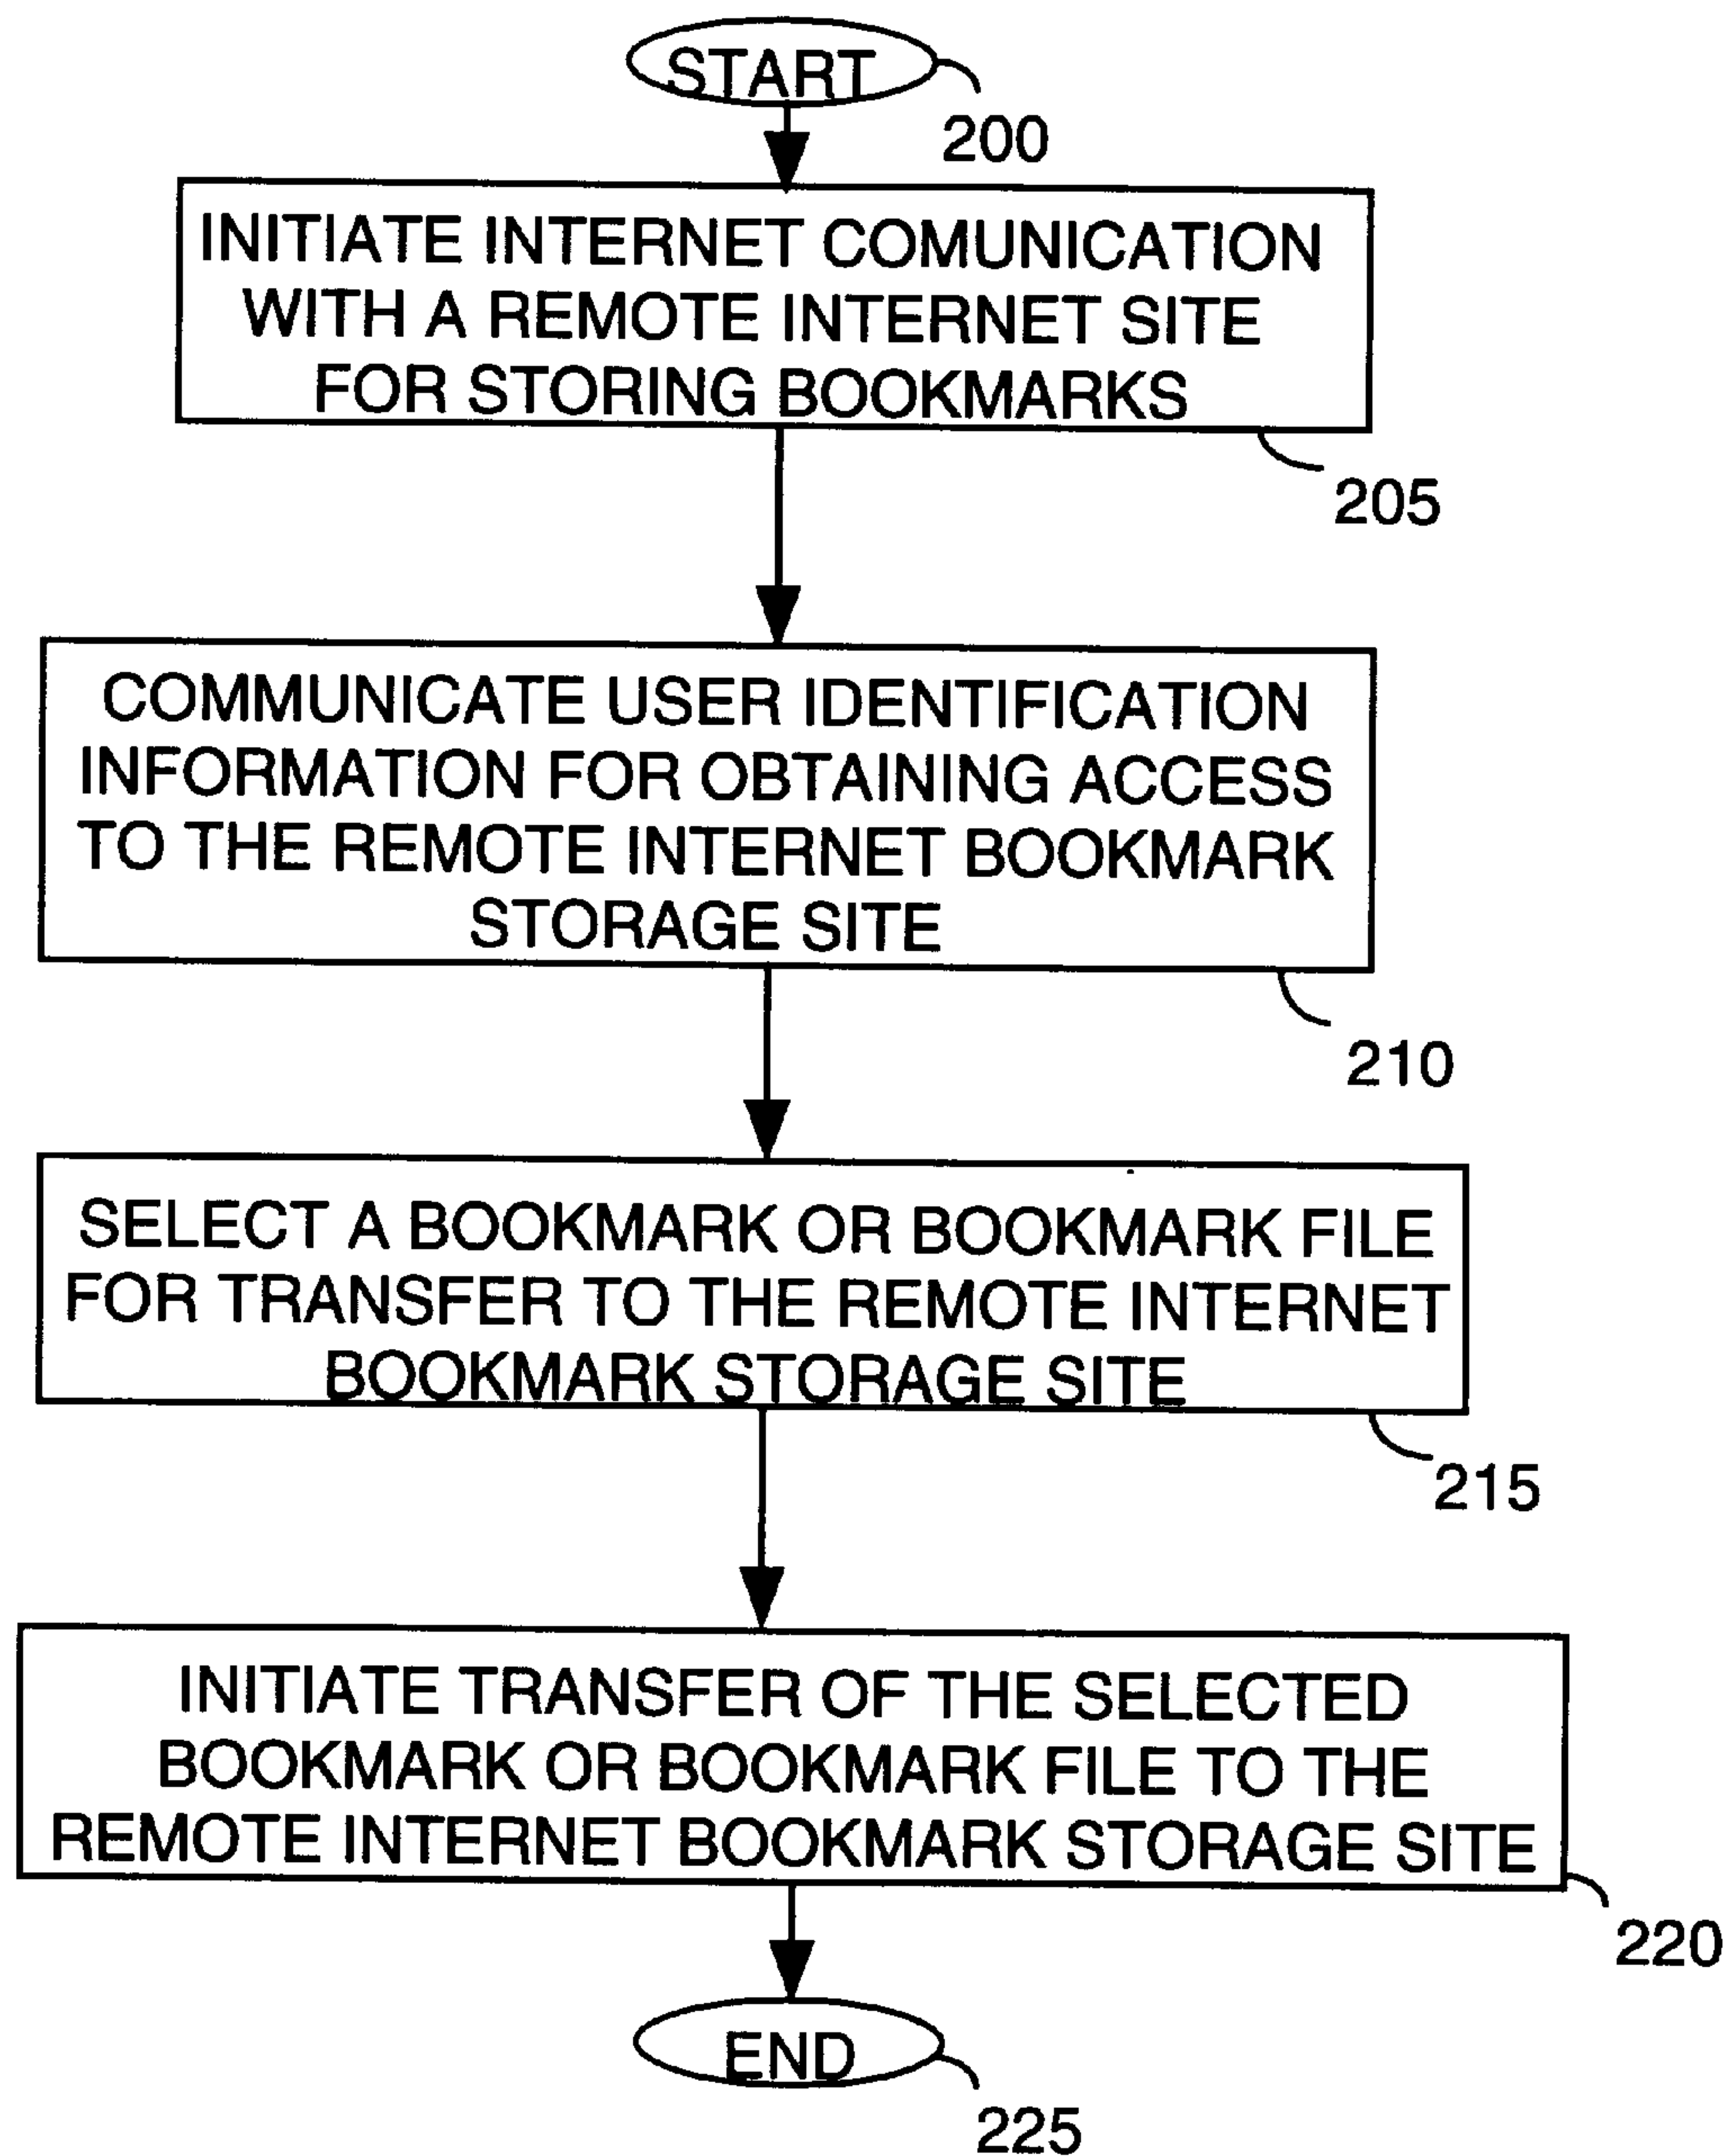 START
200
INITIATE INTERNET COMUNICATION
WITH A REMOTE INTERNET SITE
FOR STORING BOOKMARKS
205
COMMUNICATE USER IDENTIFICATION
INFORMATION FOR OBTAINING ACCESS
TO THE REMOTE INTERNET BOOKMARK
STORAGE SITE
210
SELECT A BOOKMARK OR BOOKMARK FILE
FOR TRANSFER TO THE REMOTE INTERNET
BOOKMARK STORAGE SITE
215
INITIATE TRANSFER OF THE SELECTED
BOOKMARK OR BOOKMARK FILE TO THE
REMOTE INTERNET BOOKMARK STORAGE SITE
220
END
225